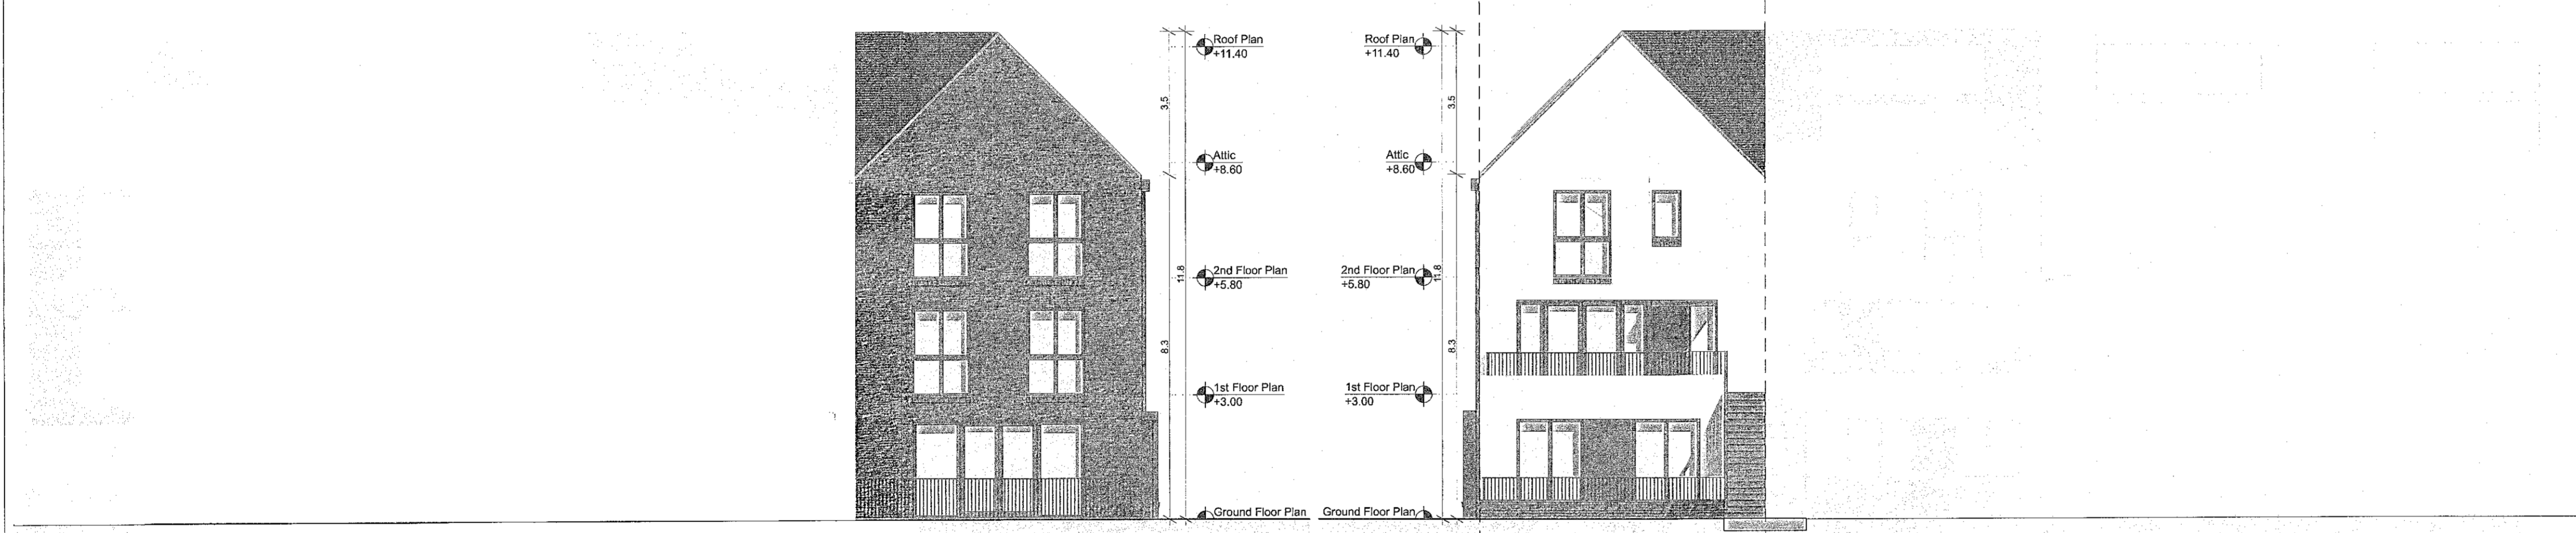 Roof Plan
+11.40
3.5
Attic
+8.60
2nd Floor Plan
+5.80
11.8
8.3
1st Floor Plan
+3.00
Ground Floor Plan
Roof Plan
+11.40
3.5
Attic
+8.60
2nd Floor Plan
+5.80
11.8
8.3
1st Floor Plan
+3.00
Ground Floor Plan